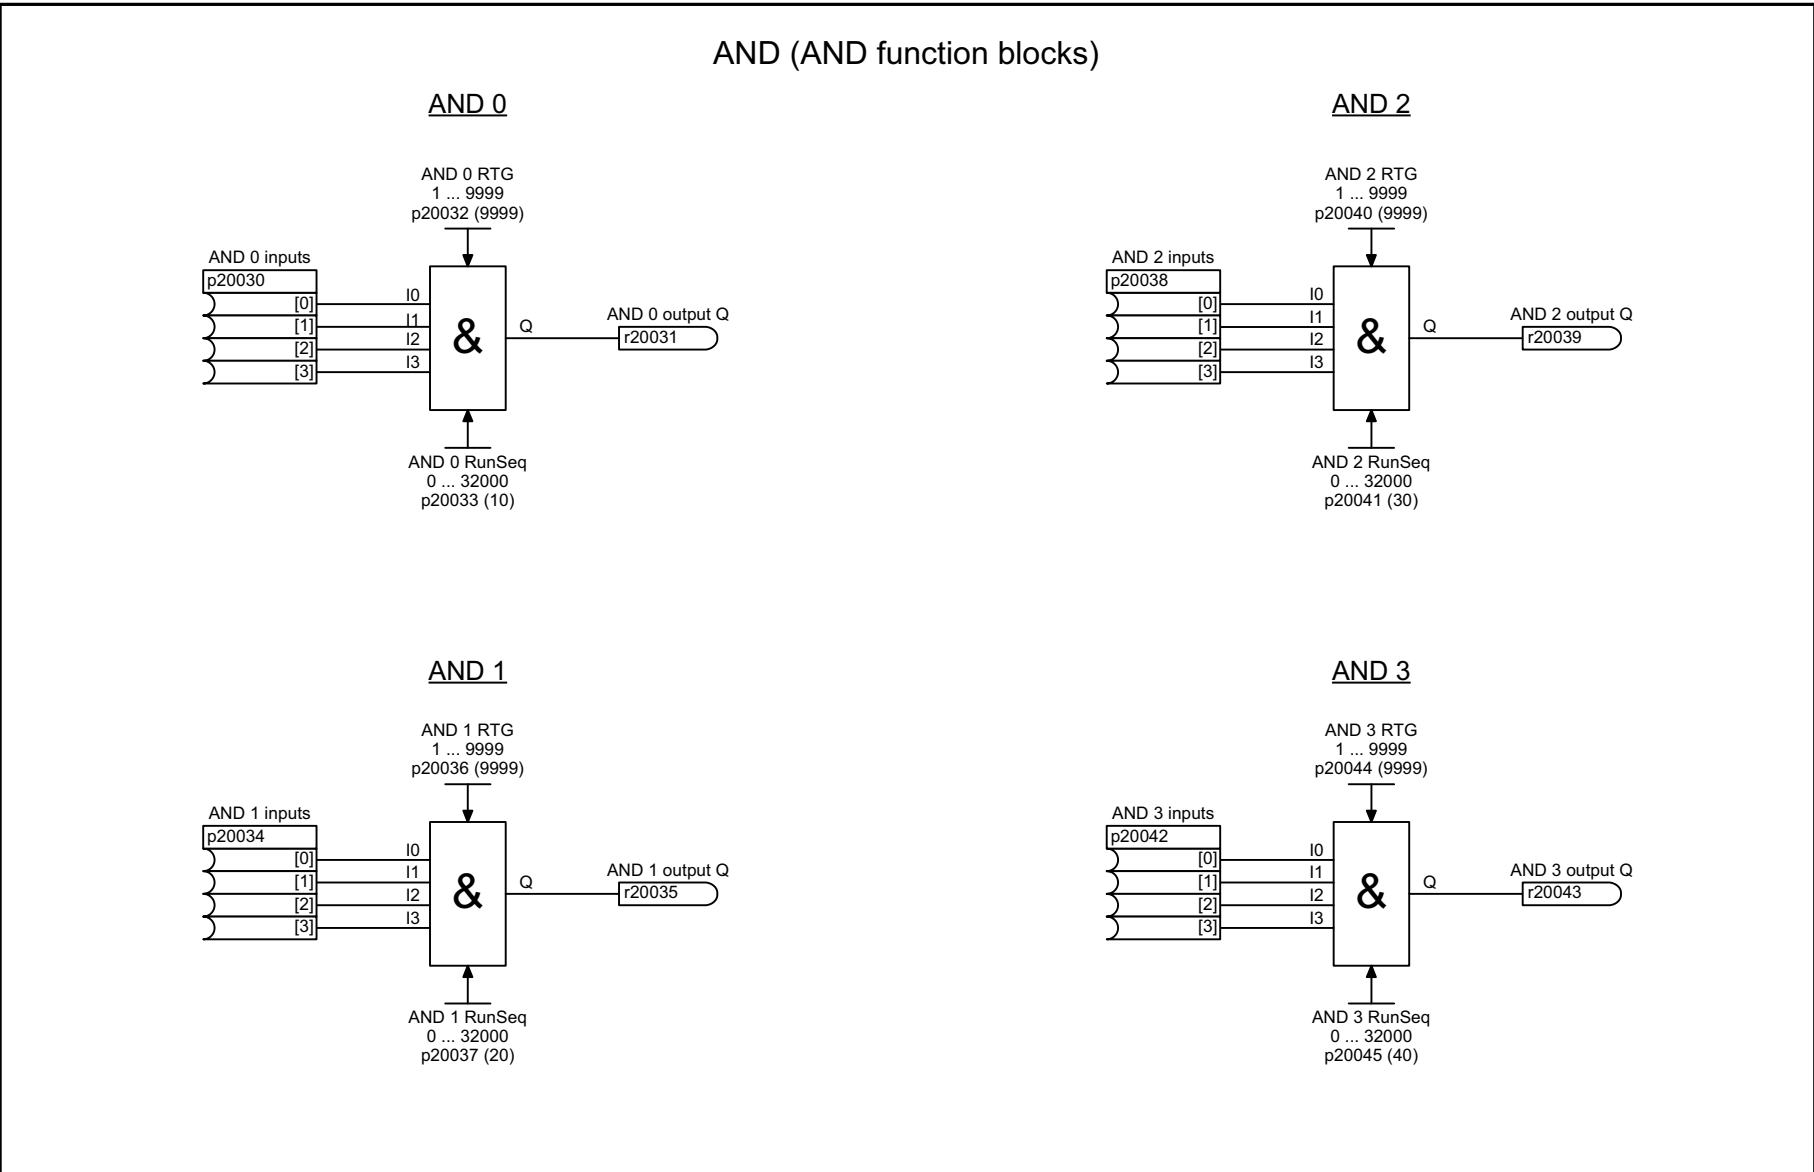 AND (AND function blocks)
AND 0
AND 0 RTG
1 ... 9999
p20032 (9999)
AND 0 inputs
p20030
[0]
[1]
[2]
[3]
I0
I1
I2
I3
&
Q
AND 0 output Q
r20031
AND 0 RunSeq
0 ... 32000
p20033 (10)
AND 2
AND 2 RTG
1 ... 9999
p20040 (9999)
AND 2 inputs
p20038
[0]
[1]
[2]
[3]
I0
I1
I2
I3
&
Q
AND 2 output Q
r20039
AND 2 RunSeq
0 ... 32000
p20041 (30)
AND 1
AND 1 RTG
1 ... 9999
p20036 (9999)
AND 1 inputs
p20034
[0]
[1]
[2]
[3]
I0
I1
I2
I3
&
Q
AND 1 output Q
r20035
AND 1 RunSeq
0 ... 32000
p20037 (20)
AND 3
AND 3 RTG
1 ... 9999
p20044 (9999)
AND 3 inputs
p20042
[0]
[1]
[2]
[3]
I0
I1
I2
I3
&
Q
AND 3 output Q
r20043
AND 3 RunSeq
0 ... 32000
p20045 (40)